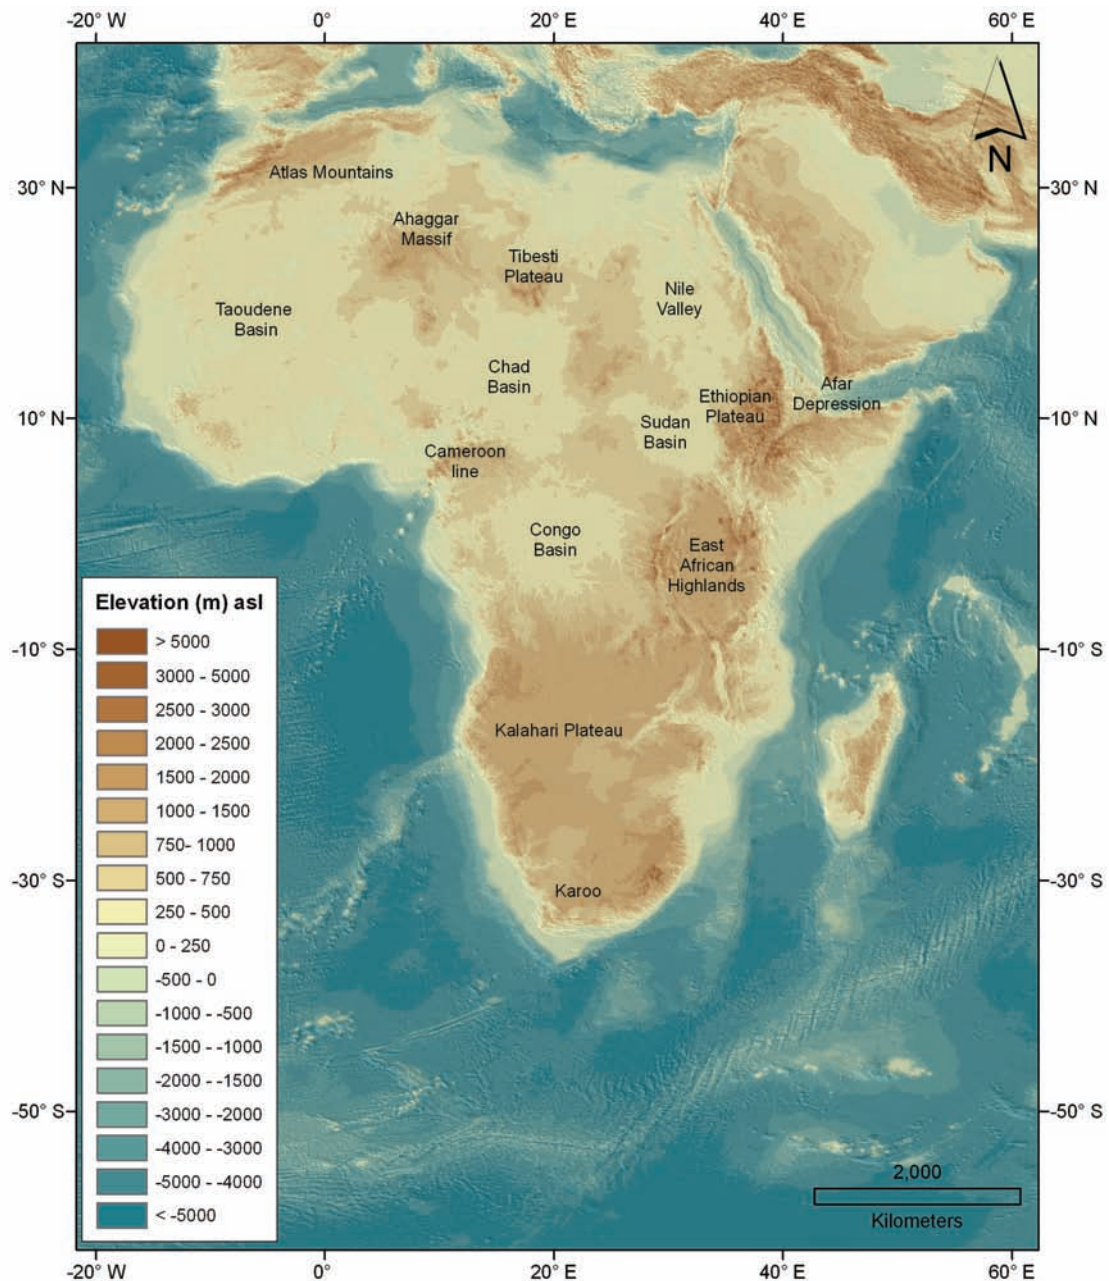 -20° W 0° 20° E 40° E 60° E
N
30° N 30° N
Atlas Mountains
Ahaggar
Massif
Tibesti
Plateau
Nile
Valley
Taoudene
Basin
Chad
Basin
Ethiopian
Plateau
Afar
Depression
10° N 10° N
Sudan
Basin
Cameroon
line
Congo
Basin
East
African
Highlands
-10° S -10° S
Kalahari Plateau
-30° S -30° S
Karoo
-50° S -50° S
Elevation (m) asl
> 5000
3000 - 5000
2500 - 3000
2000 - 2500
1500 - 2000
1000 - 1500
750- 1000
500 - 750
250 - 500
0 - 250
-500 - 0
-1000 - -500
-1500 - -1000
-2000 - -1500
-3000 - -2000
-4000 - -3000
-5000 - -4000
< -5000
2,000
Kilometers
-20° W 0° 20° E 40° E 60° E